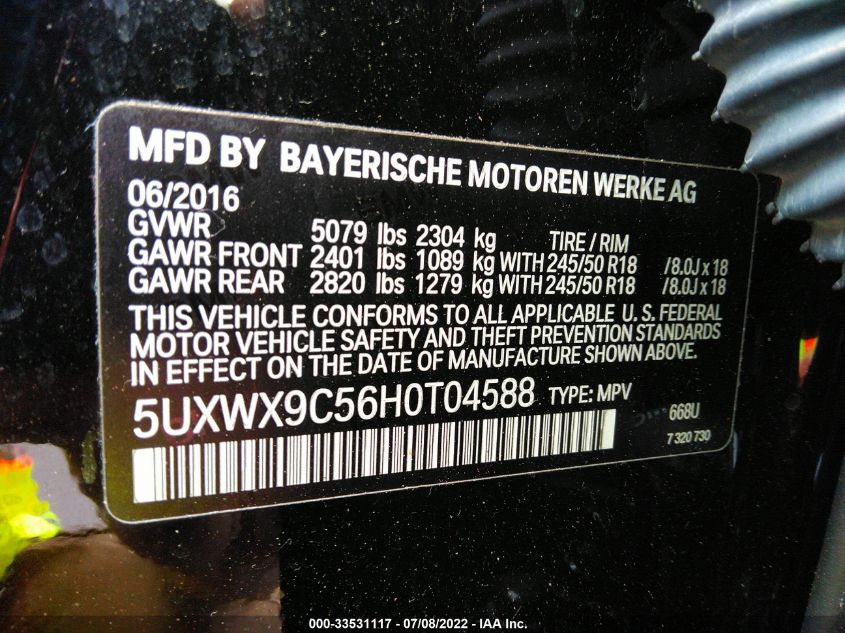 MFD BY BAYERISCHE MOTOREN WERKE AG
06/2016
GVWR 5079 lbs 2304 kg TIRE / RIM
GAWR FRONT 2401 lbs 1089 kg WITH 245/50 R18 /8.0J x 18
GAWR REAR 2820 lbs 1279 kg WITH 245/50 R18 /8.0J x 18
THIS VEHICLE CONFORMS TO ALL APPLICABLE U. S. FEDERAL
MOTOR VEHICLE SAFETY AND THEFT PREVENTION STANDARDS
IN EFFECT ON THE DATE OF MANUFACTURE SHOWN ABOVE.
5UXWX9C56H0T04588 TYPE: MPV
668U
7 320 730
000-33531117 - 07/08/2022 - IAA Inc.